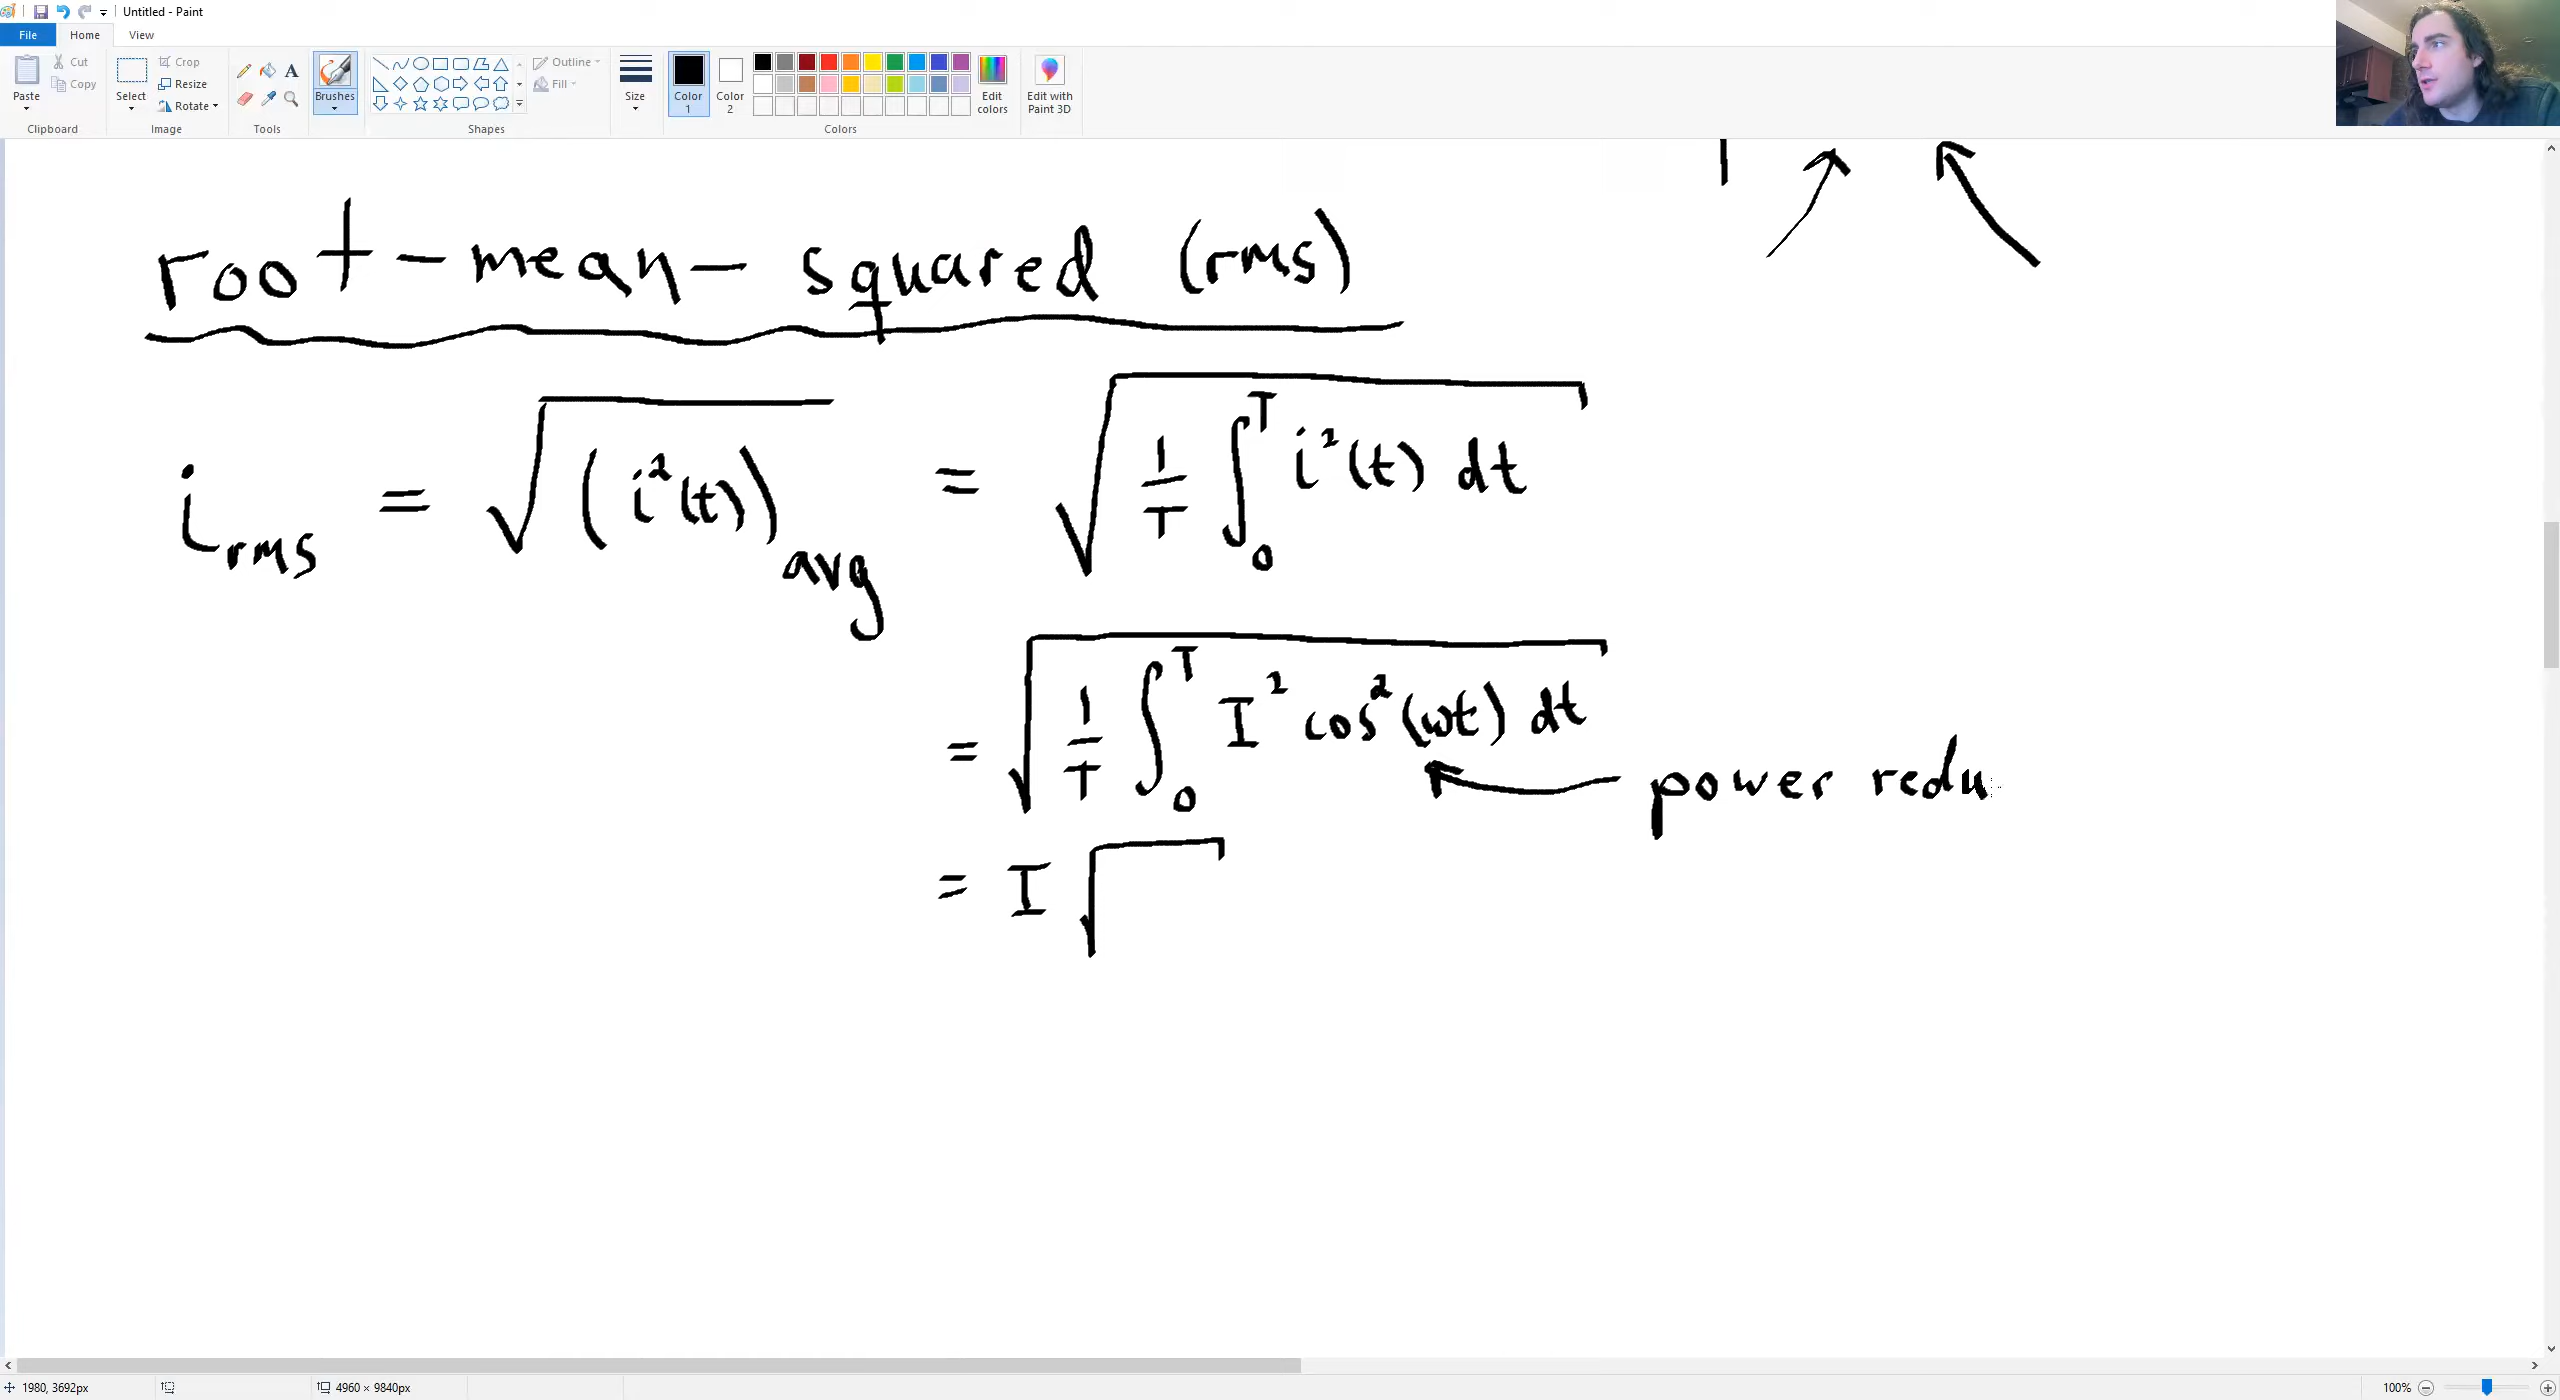 Untitled - Paint
File Home View
Paste Cut Copy Clipboard
Select Crop Resize Rotate Image
Tools
Brushes
Shapes Outline Fill
Size
Color 1 Color 2 Edit colors Colors
Edit with Paint 3D
root-mean-squared (rms)
i_rms = √(i²(t))_avg = √(1/T ∫₀ᵀ i²(t) dt)
= √(1/T ∫₀ᵀ I² cos²(ωt) dt)
power redu
= I √
1980, 3692px 4960 × 9840px 100%